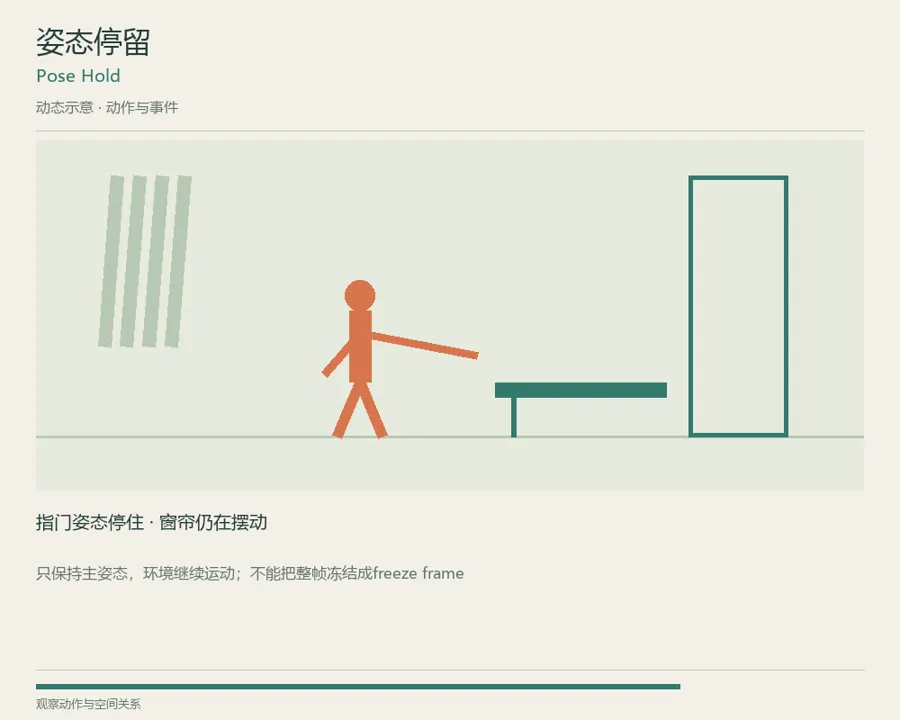 姿态停留
Pose Hold
动态示意 · 动作与事件
指门姿态停住 · 窗帘仍在摆动
只保持主姿态，环境继续运动；不能把整帧冻结成freeze frame
观察动作与空间关系